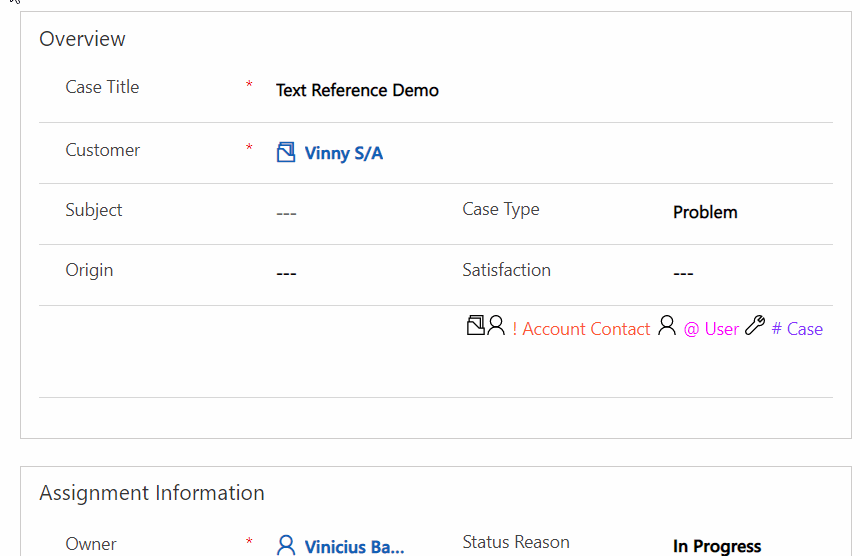 Overview
Case Title * Text Reference Demo
Customer * Vinny S/A
Subject --- Case Type Problem
Origin --- Satisfaction ---
! Account Contact @ User # Case
Assignment Information
Owner * Vinicius Ba... Status Reason In Progress